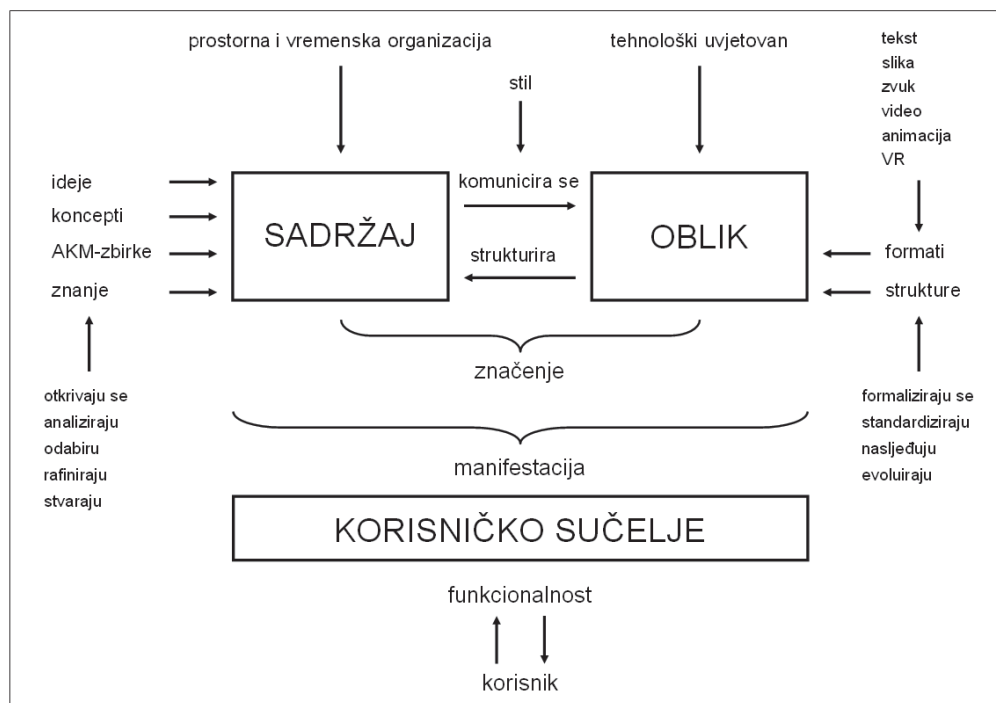 prostorna i vremenska organizacija
tehnološki uvjetovan
tekst
slika
zvuk
video
animacija
VR
stil
ideje
koncepti
AKM-zbirke
znanje
SADRŽAJ
komunicira se
strukturira
OBLIK
formati
strukture
značenje
otkrivaju se
analiziraju
odabiru
rafiniraju
stvaraju
formaliziraju se
standardiziraju
nasljeđuju
evoluiraju
manifestacija
KORISNIČKO SUČELJE
funkcionalnost
korisnik